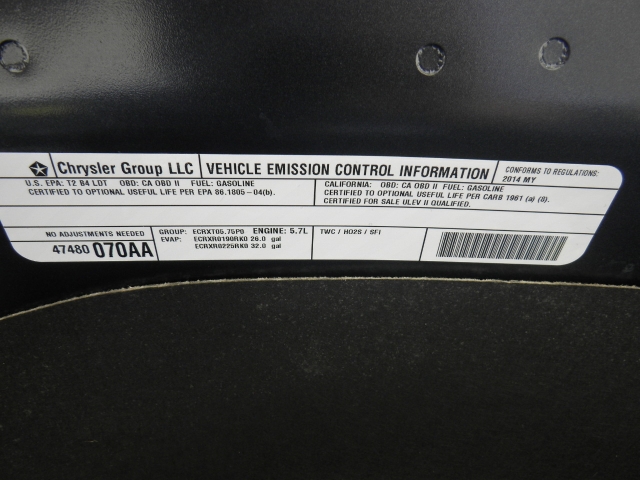 Chrysler Group LLC
VEHICLE EMISSION CONTROL INFORMATION
CONFORMS TO REGULATIONS:
2014 MY
U.S. EPA: T2 B4 LDT OBD: CA OBD II FUEL: GASOLINE
CERTIFIED TO OPTIONAL USEFUL LIFE PER EPA 86.1805-04(b).
CALIFORNIA: OBD: CA OBD II FUEL: GASOLINE
CERTIFIED TO OPTIONAL USEFUL LIFE PER CARB 1961 (a) (8).
CERTIFIED FOR SALE ULEV II QUALIFIED.
NO ADJUSTMENTS NEEDED
47480 070AA
GROUP: ECRXT05.75P0 ENGINE: 5.7L
EVAP: ECRXR0190RK0 26.0 gal
ECRXR0225RK0 32.0 gal
TWC / HO2S / SFI